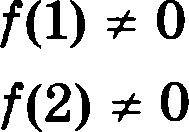 f(1) ≠ 0
f(2) ≠ 0